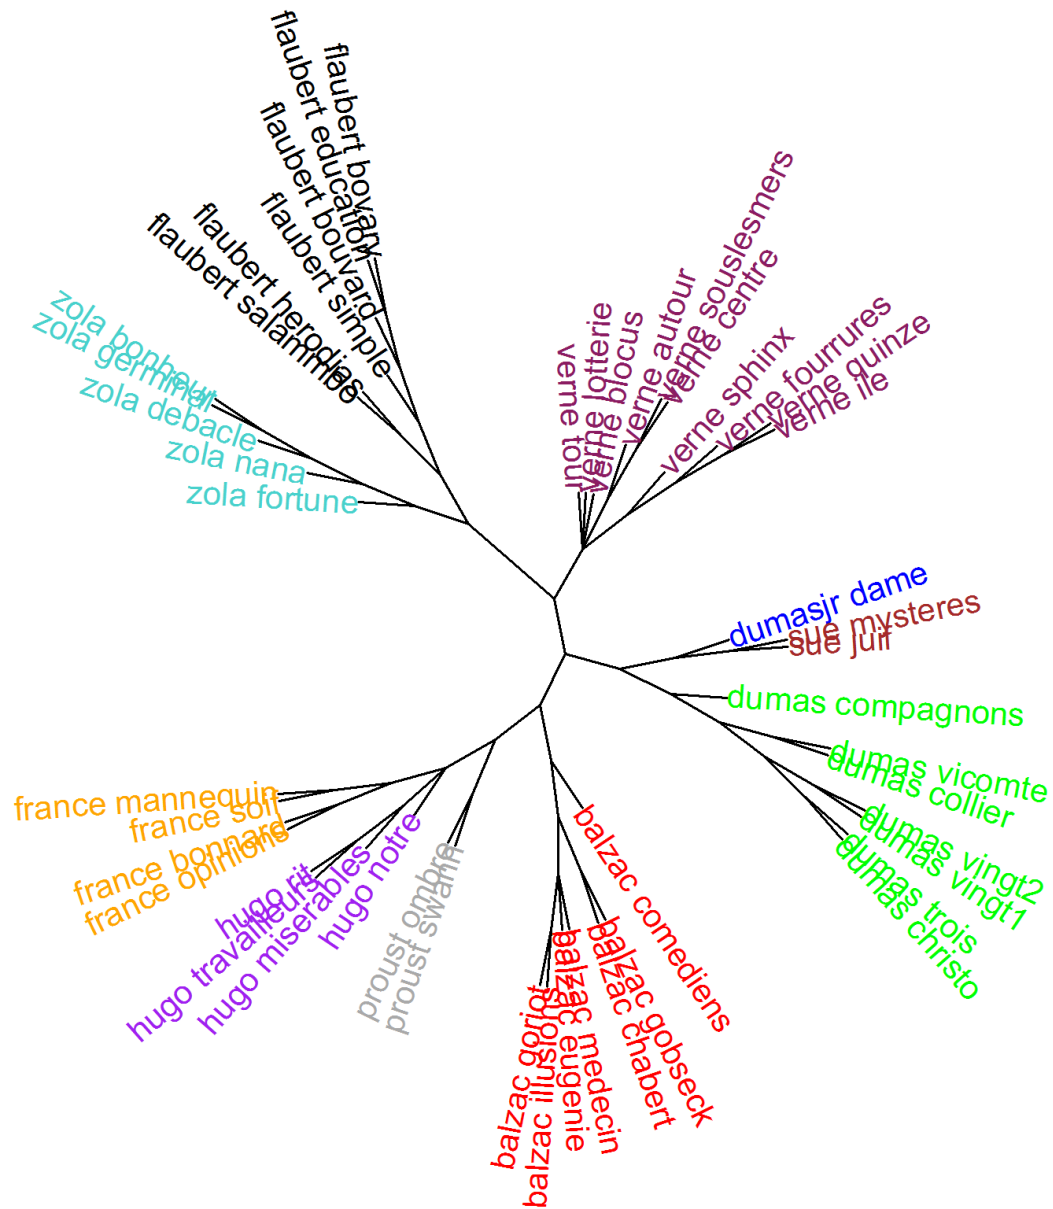 flaubert bovary
flaubert education
flaubert bouvard
flaubert simple
flaubert herodias
flaubert salammbo
zola bonheur
zola germinal
zola debacle
zola nana
zola fortune
verne tour
verne lotterie
verne blocus
verne autour
verne souslesmers
verne centre
verne sphinx
verne fourrures
verne quinze
verne ile
dumasjr dame
sue mysteres
sue juif
dumas compagnons
dumas vicomte
dumas collier
dumas vingt2
dumas vingt1
dumas trois
dumas christo
balzac comediens
balzac gobseck
balzac chabert
balzac medecin
balzac eugenie
balzac illusions
balzac goriot
proust swann
proust ombre
hugo notre
hugo miserables
hugo travailleurs
hugo rit
france opinions
france bonnard
france soif
france mannequin